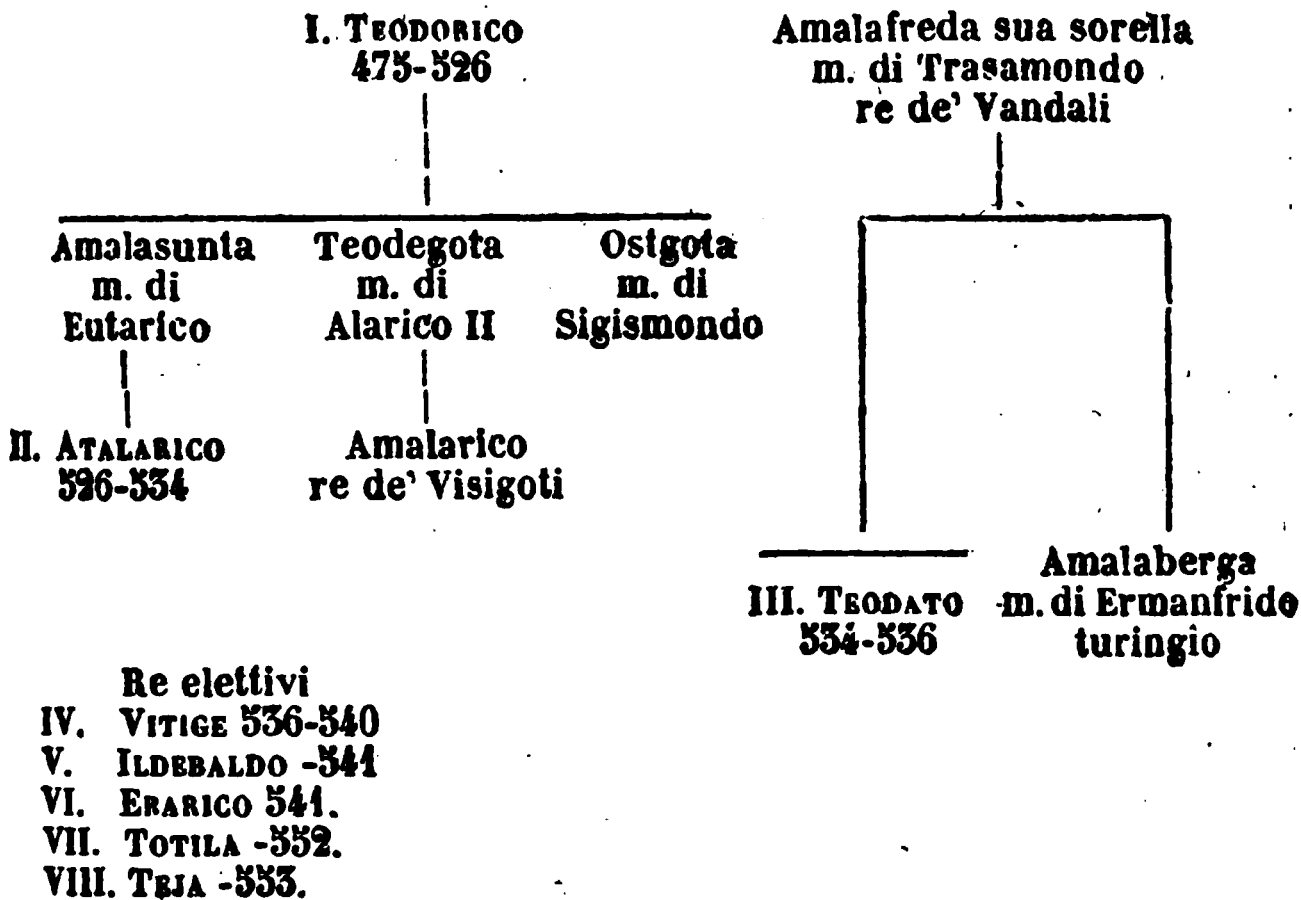 I. TEODORICO
475-526
Amalafreda sua sorella
m. di Trasamondo
re de' Vandali
Amalasunta
m. di
Eutarico
Teodegota
m. di
Alarico II
Ostgota
m. di
Sigismondo
II. ATALARICO
526-534
Amalarico
re de' Visigoti
III. TEODATO
534-536
Amalaberga
m. di Ermanfrido
turingio
Re elettivi
IV. VITIGE 536-540
V. ILDEBALDO -541
VI. ERARICO 541.
VII. TOTILA -552.
VIII. TEJA -553.